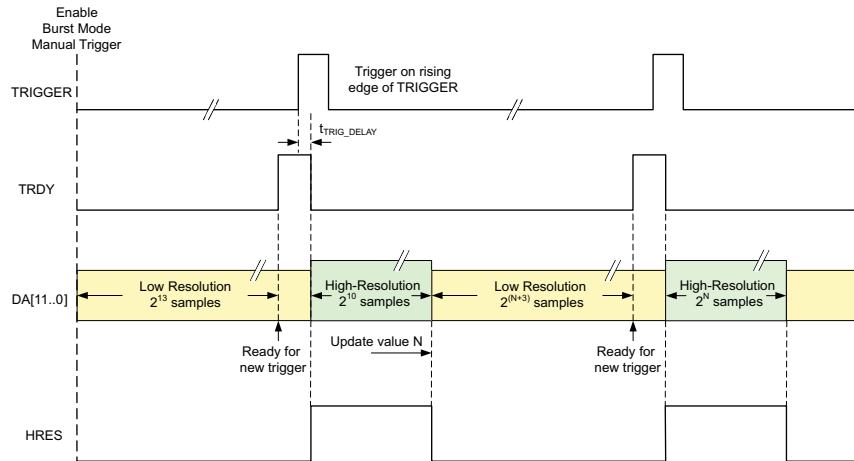 Enable
Burst Mode
Manual Trigger
TRIGGER
Trigger on rising
edge of TRIGGER
tTRIG_DELAY
TRDY
DA[11..0]
Low Resolution
2^13 samples
High-Resolution
2^10 samples
Low Resolution
2^(N+3) samples
High-Resolution
2^N samples
Ready for
new trigger
Update value N
Ready for
new trigger
HRES